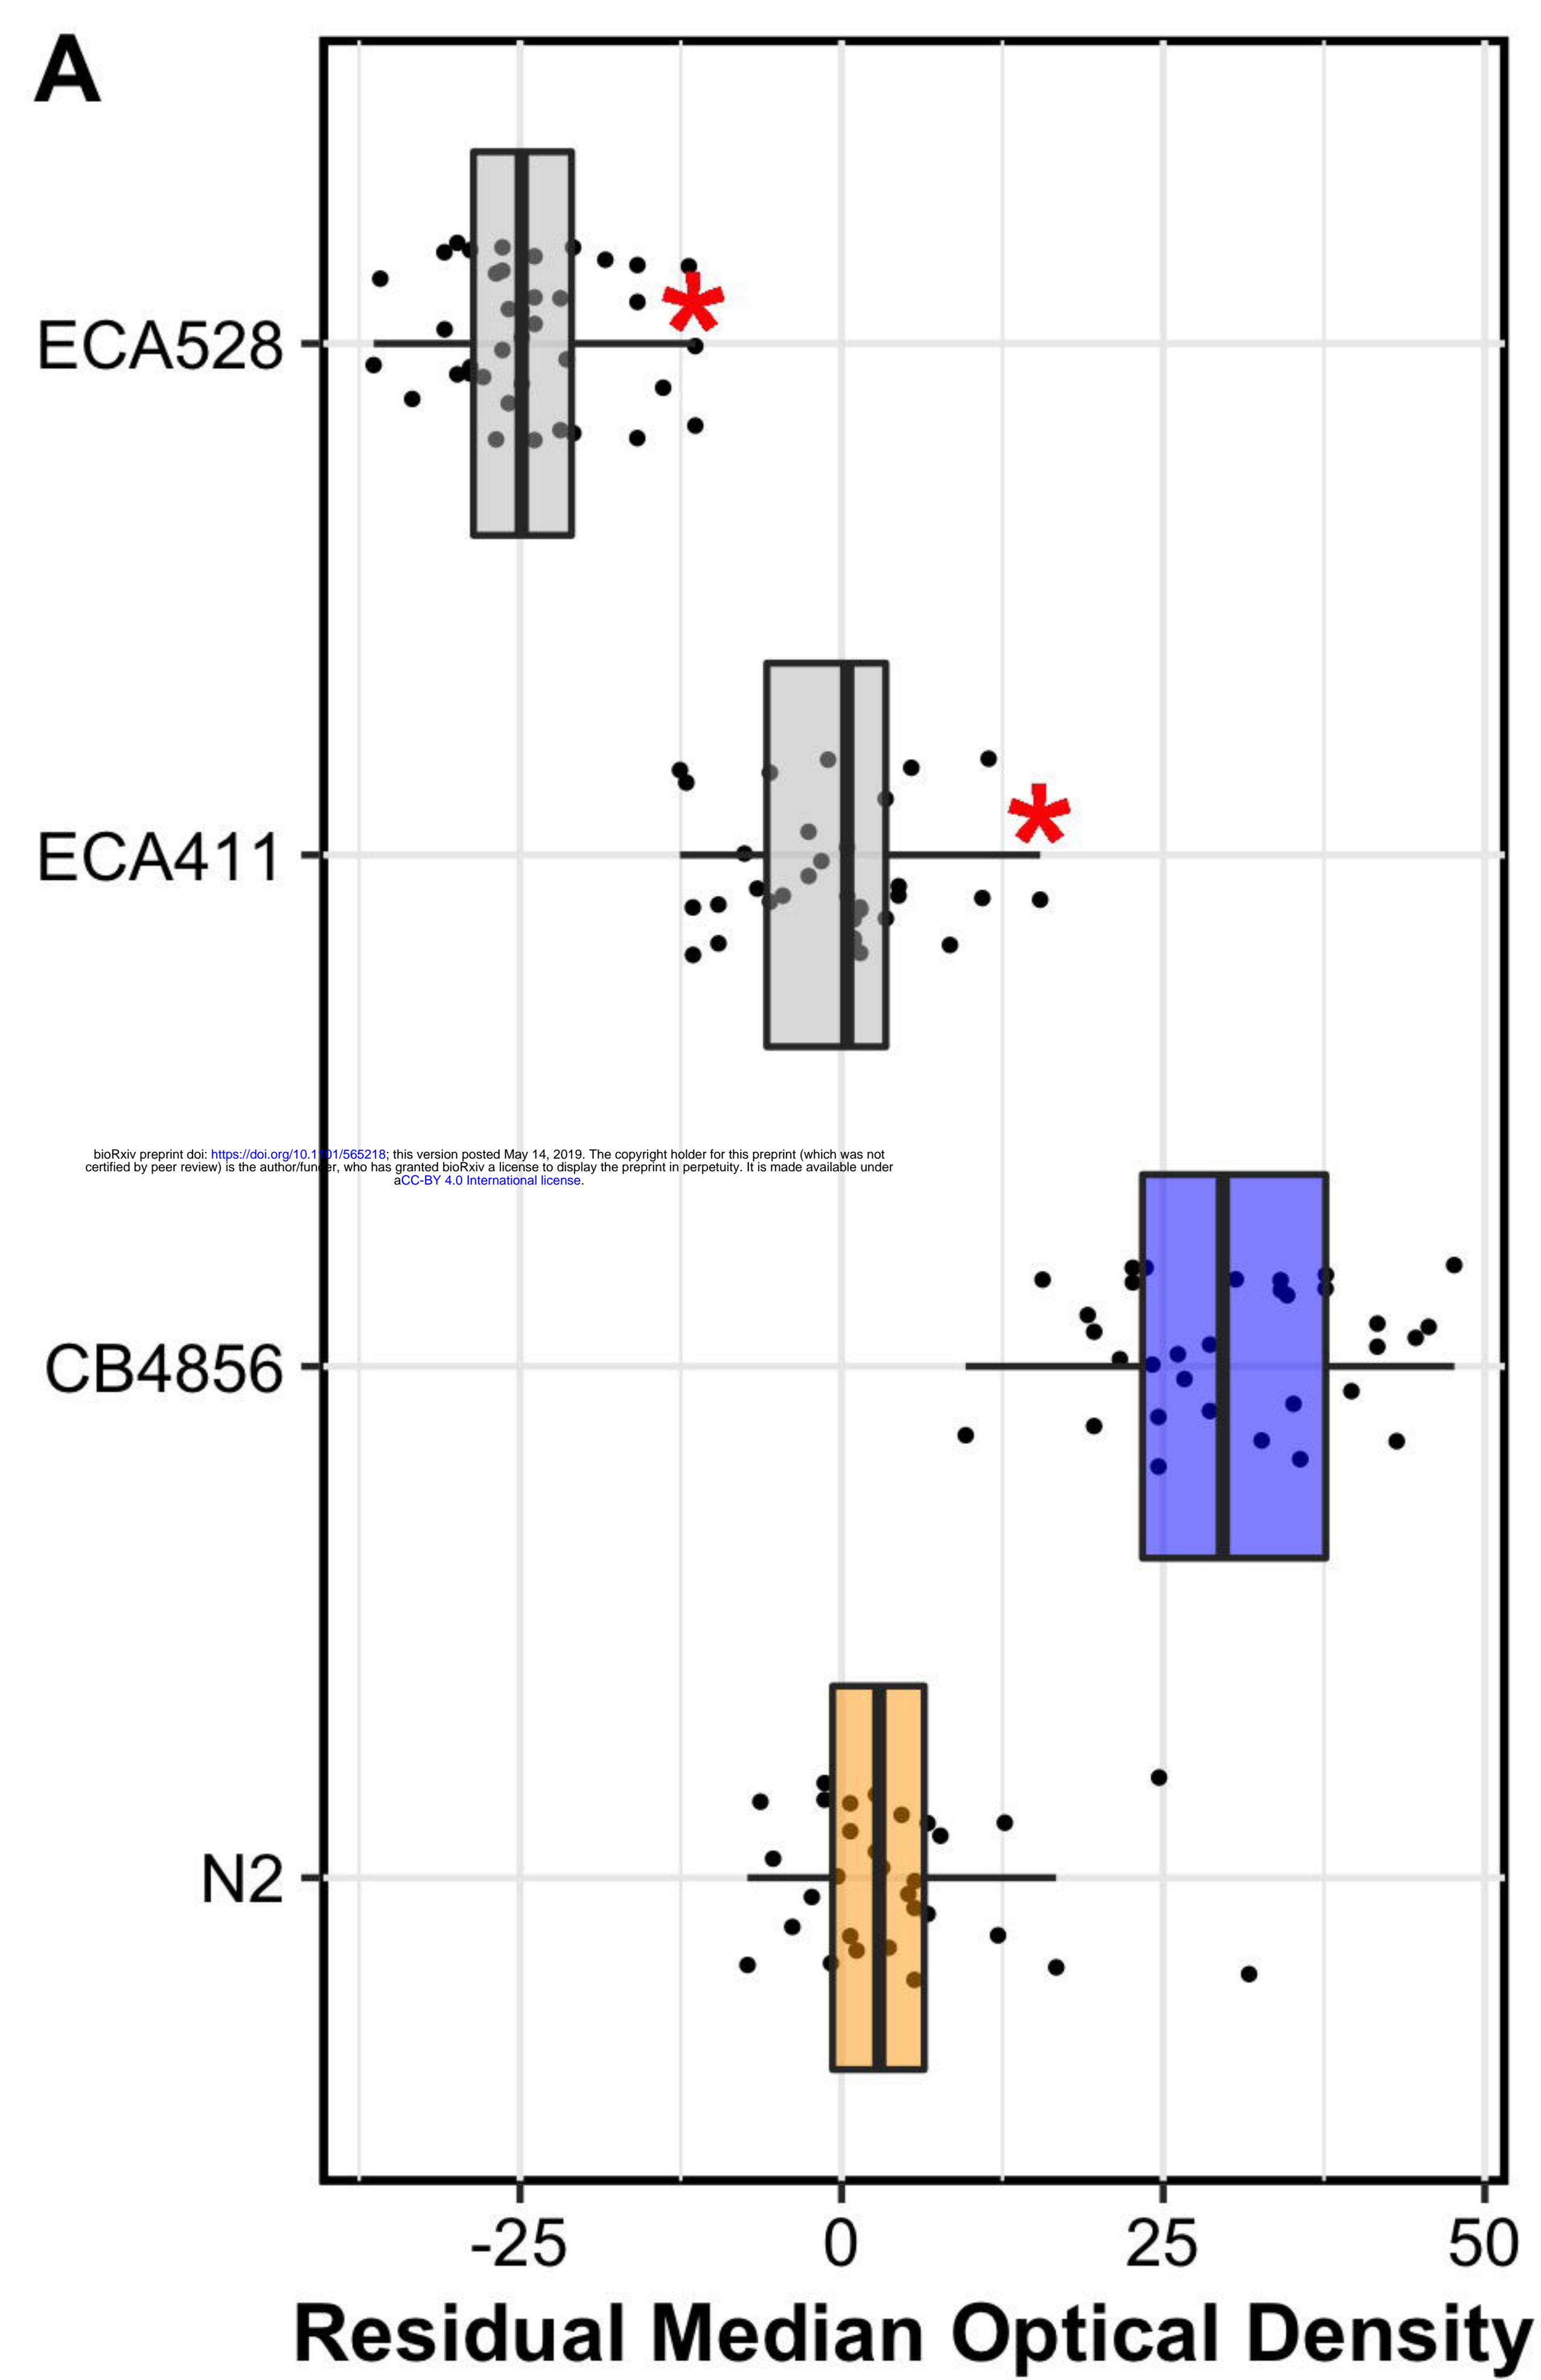 A
ECA528
*
ECA411
*
bioRxiv preprint doi: https://doi.org/10.1101/565218; this version posted May 14, 2019. The copyright holder for this preprint (which was not
certified by peer review) is the author/funder, who has granted bioRxiv a license to display the preprint in perpetuity. It is made available under
aCC-BY 4.0 International license.
CB4856
N2
-25 0 25 50
Residual Median Optical Density